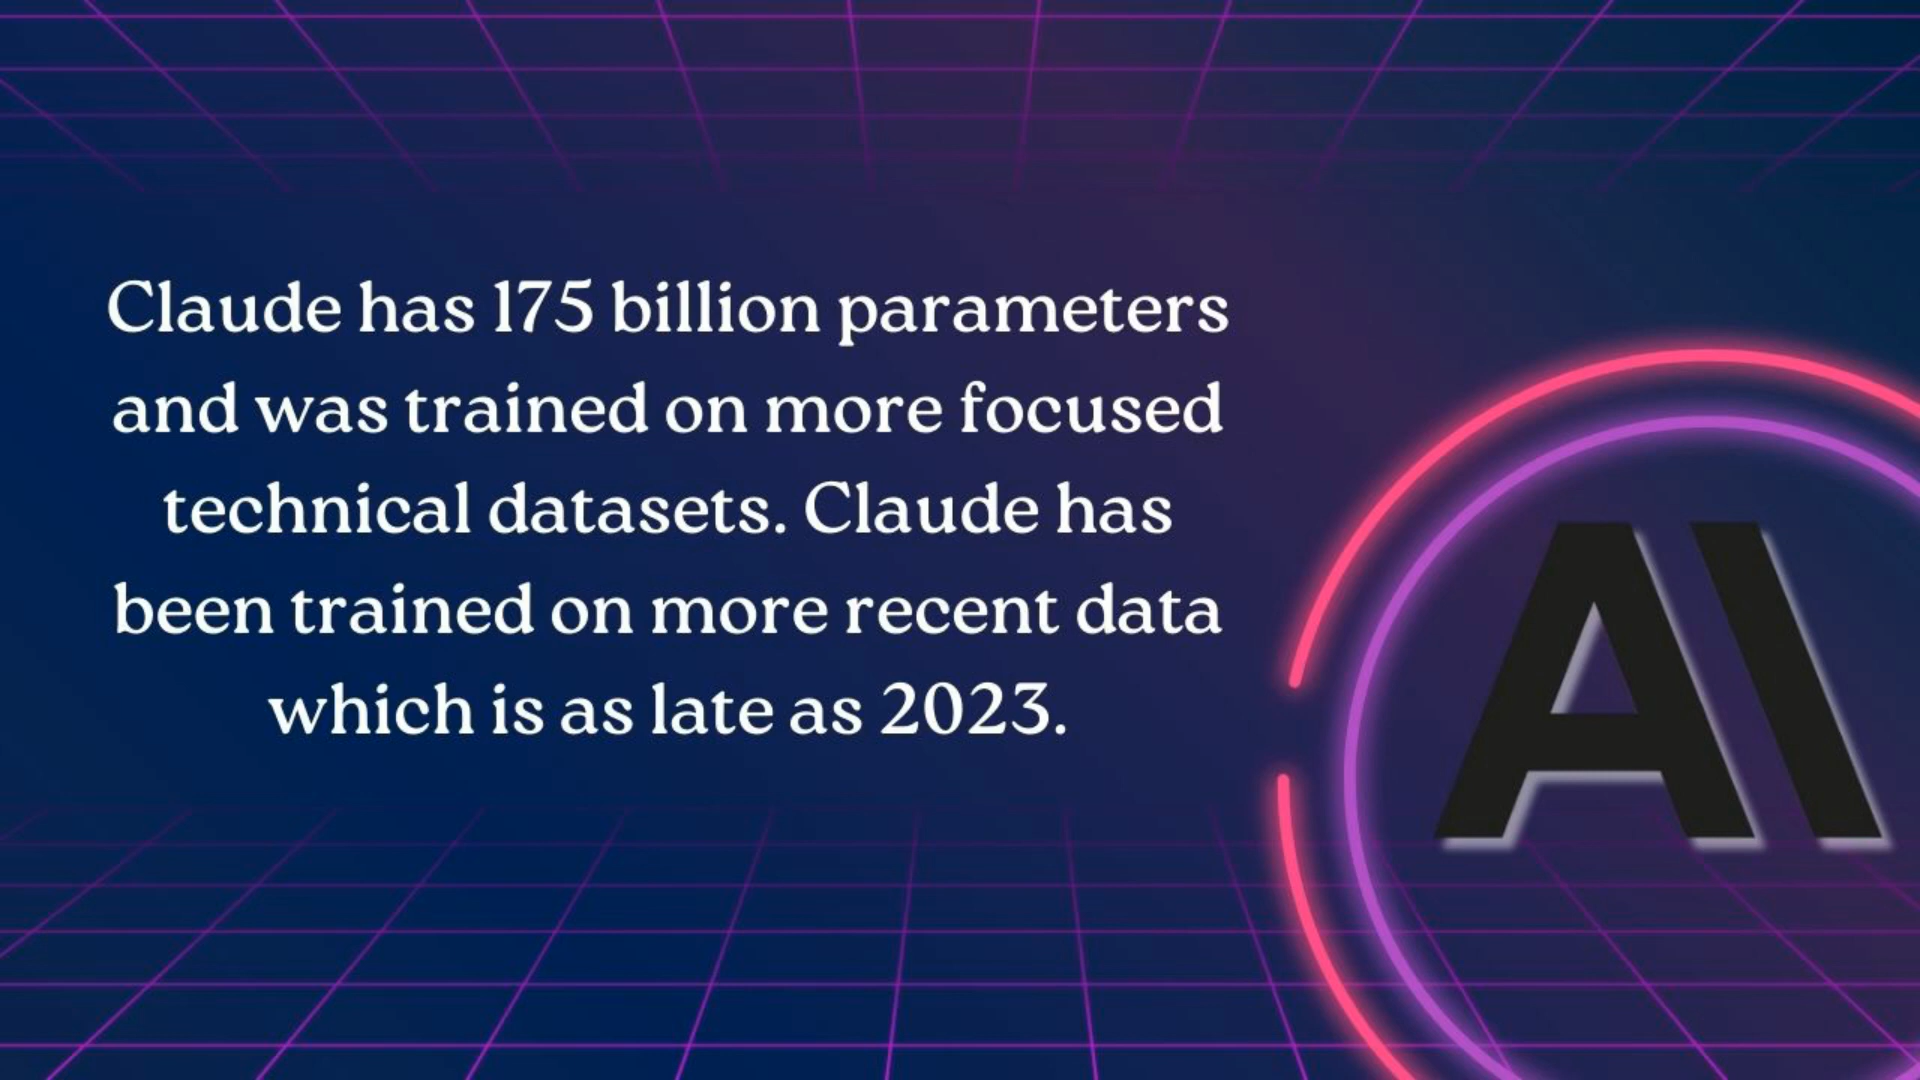 Claude has 175 billion parameters
and was trained on more focused
technical datasets. Claude has
been trained on more recent data
which is as late as 2023.
A\